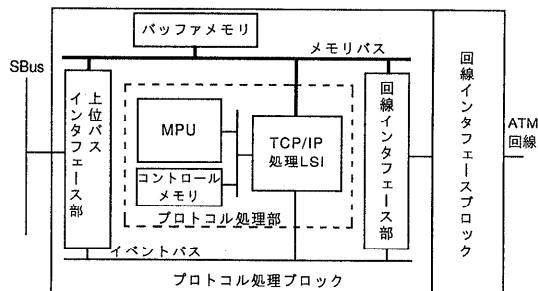 バッファメモリ
メモリバス
SBus
上位バス
インタフェース部
MPU
コントロール
メモリ
TCP/IP
処理LSI
プロトコル処理部
回線インタフェース部
回線インタフェースブロック
ATM
回線
イベントバス
プロトコル処理ブロック